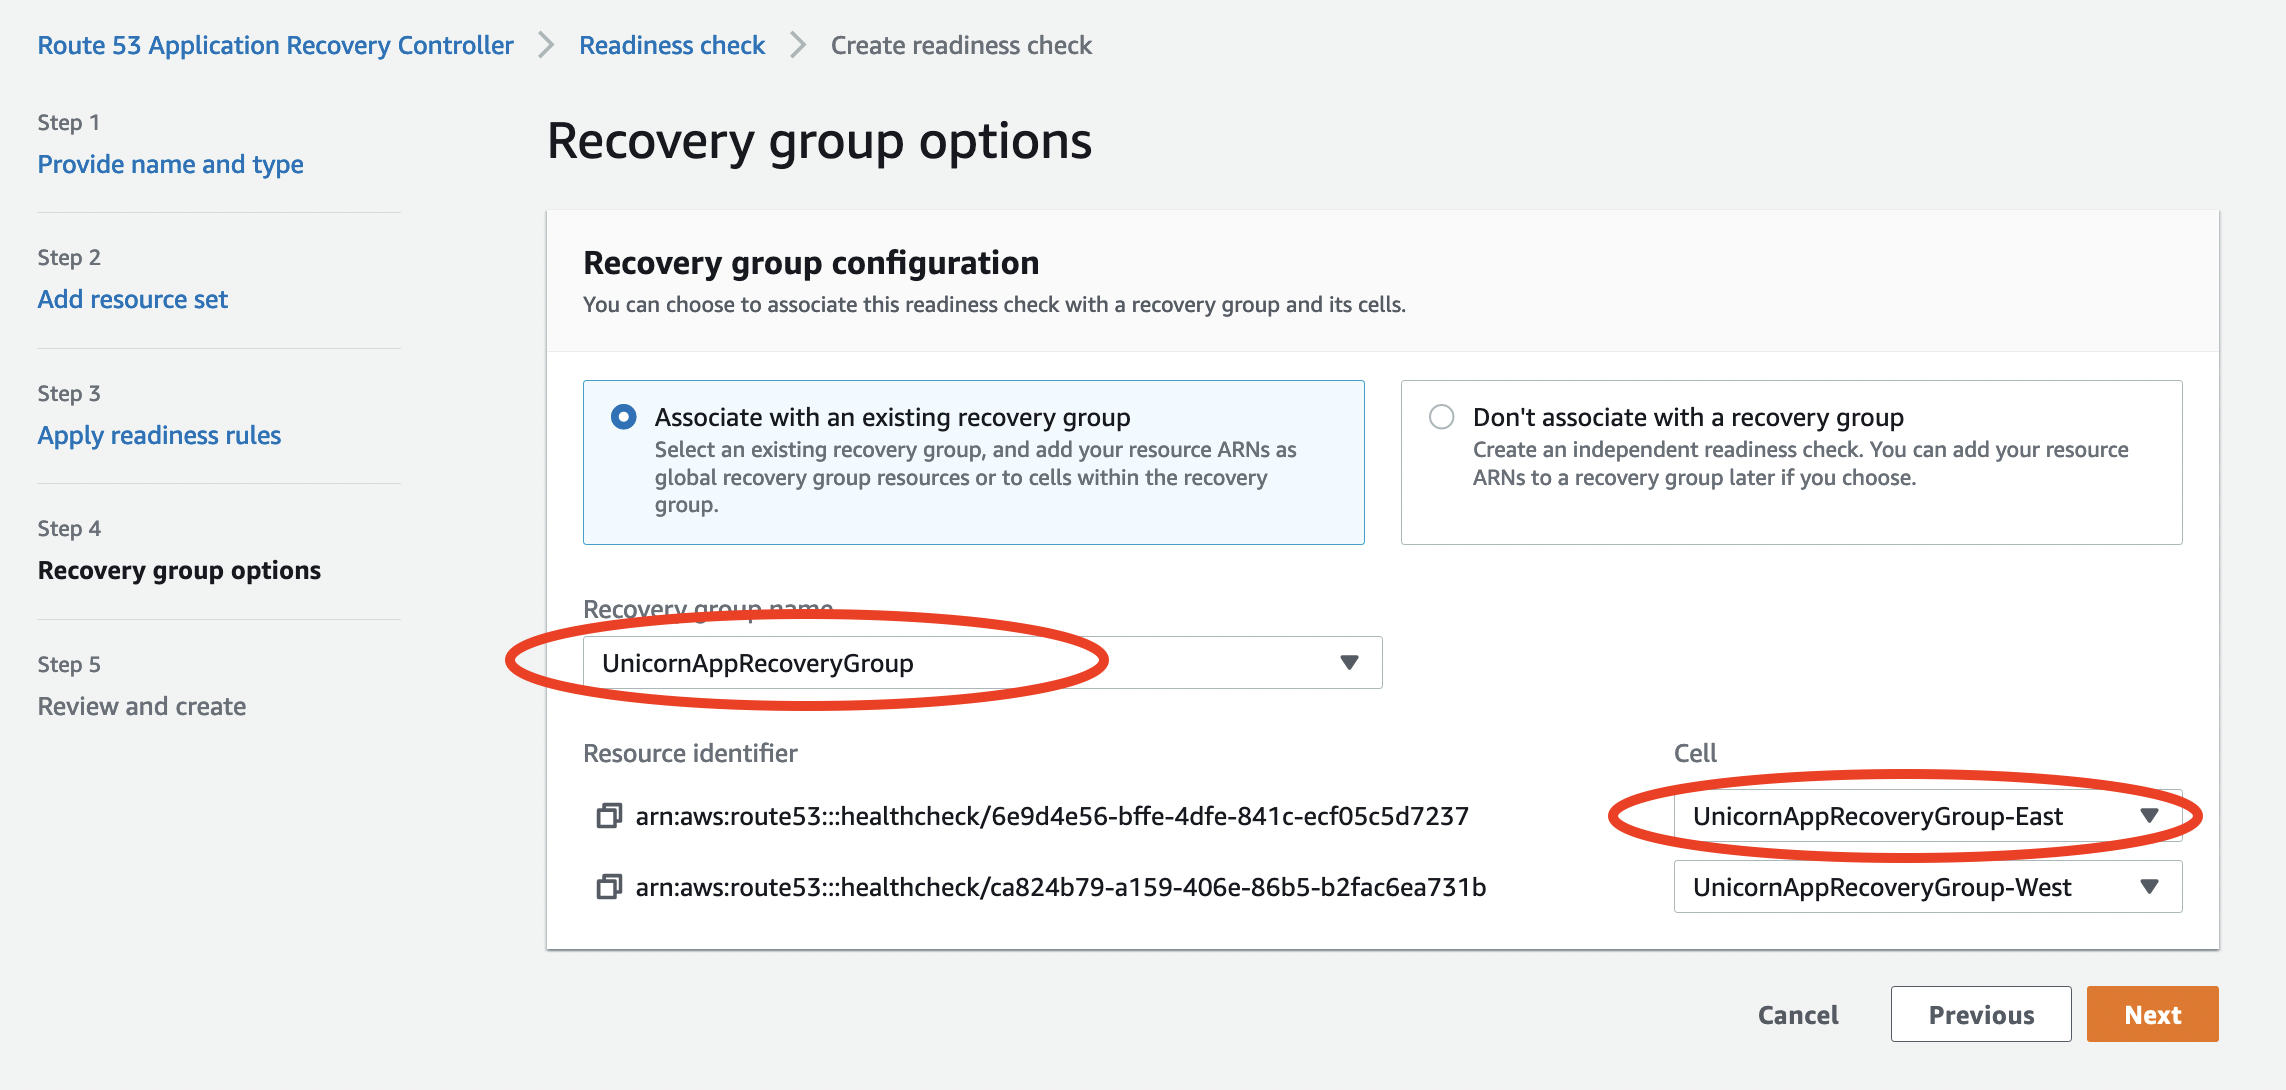 Route 53 Application Recovery Controller > Readiness check > Create readiness check
Step 1
Provide name and type
Step 2
Add resource set
Step 3
Apply readiness rules
Step 4
Recovery group options
Step 5
Review and create
Recovery group options
Recovery group configuration
You can choose to associate this readiness check with a recovery group and its cells.
Associate with an existing recovery group
Select an existing recovery group, and add your resource ARNs as
global recovery group resources or to cells within the recovery
group.
Don't associate with a recovery group
Create an independent readiness check. You can add your resource
ARNs to a recovery group later if you choose.
Recovery group name
UnicornAppRecoveryGroup
Resource identifier
Cell
arn:aws:route53:::healthcheck/6e9d4e56-bffe-4dfe-841c-ecf05c5d7237
UnicornAppRecoveryGroup-East
arn:aws:route53:::healthcheck/ca824b79-a159-406e-86b5-b2fac6ea731b
UnicornAppRecoveryGroup-West
Cancel
Previous
Next